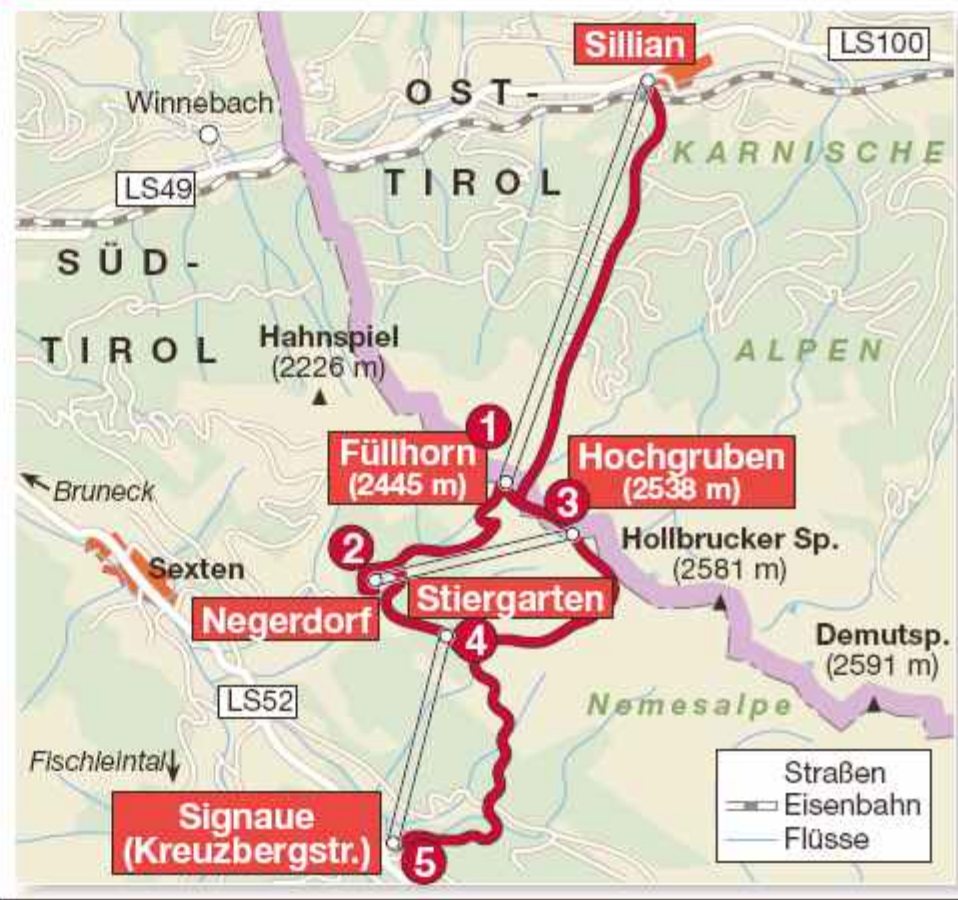 Sillian
LS100
Winnebach
OST-
KARNISCHE
LS49
TIROL
SÜD-
TIROL
Hahnspiel
(2226 m)
ALPEN
1
Füllhorn
(2445 m)
Hochgruben
(2538 m)
3
Bruneck
2
Hollbrucker Sp.
(2581 m)
Sexten
Stiergarten
Negerdorf
4
Demutsp.
(2591 m)
LS52
Nemesalpe
Fischleintal
Straßen
Eisenbahn
Flüsse
Signaue
(Kreuzbergstr.)
5